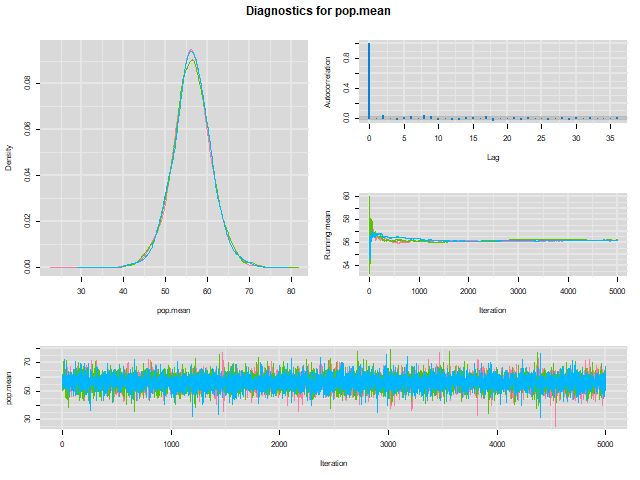 Diagnostics for pop.mean
Density
0.00 0.02 0.04 0.06 0.08
30 40 50 60 70 80
pop.mean
Autocorrelation
0.0 0.4 1.0
0 5 10 15 20 25 30 35
Lag
Running mean
54 56 58 60
0 1000 2000 3000 4000 5000
Iteration
pop.mean
30 50 70
0 1000 2000 3000 4000 5000
Iteration